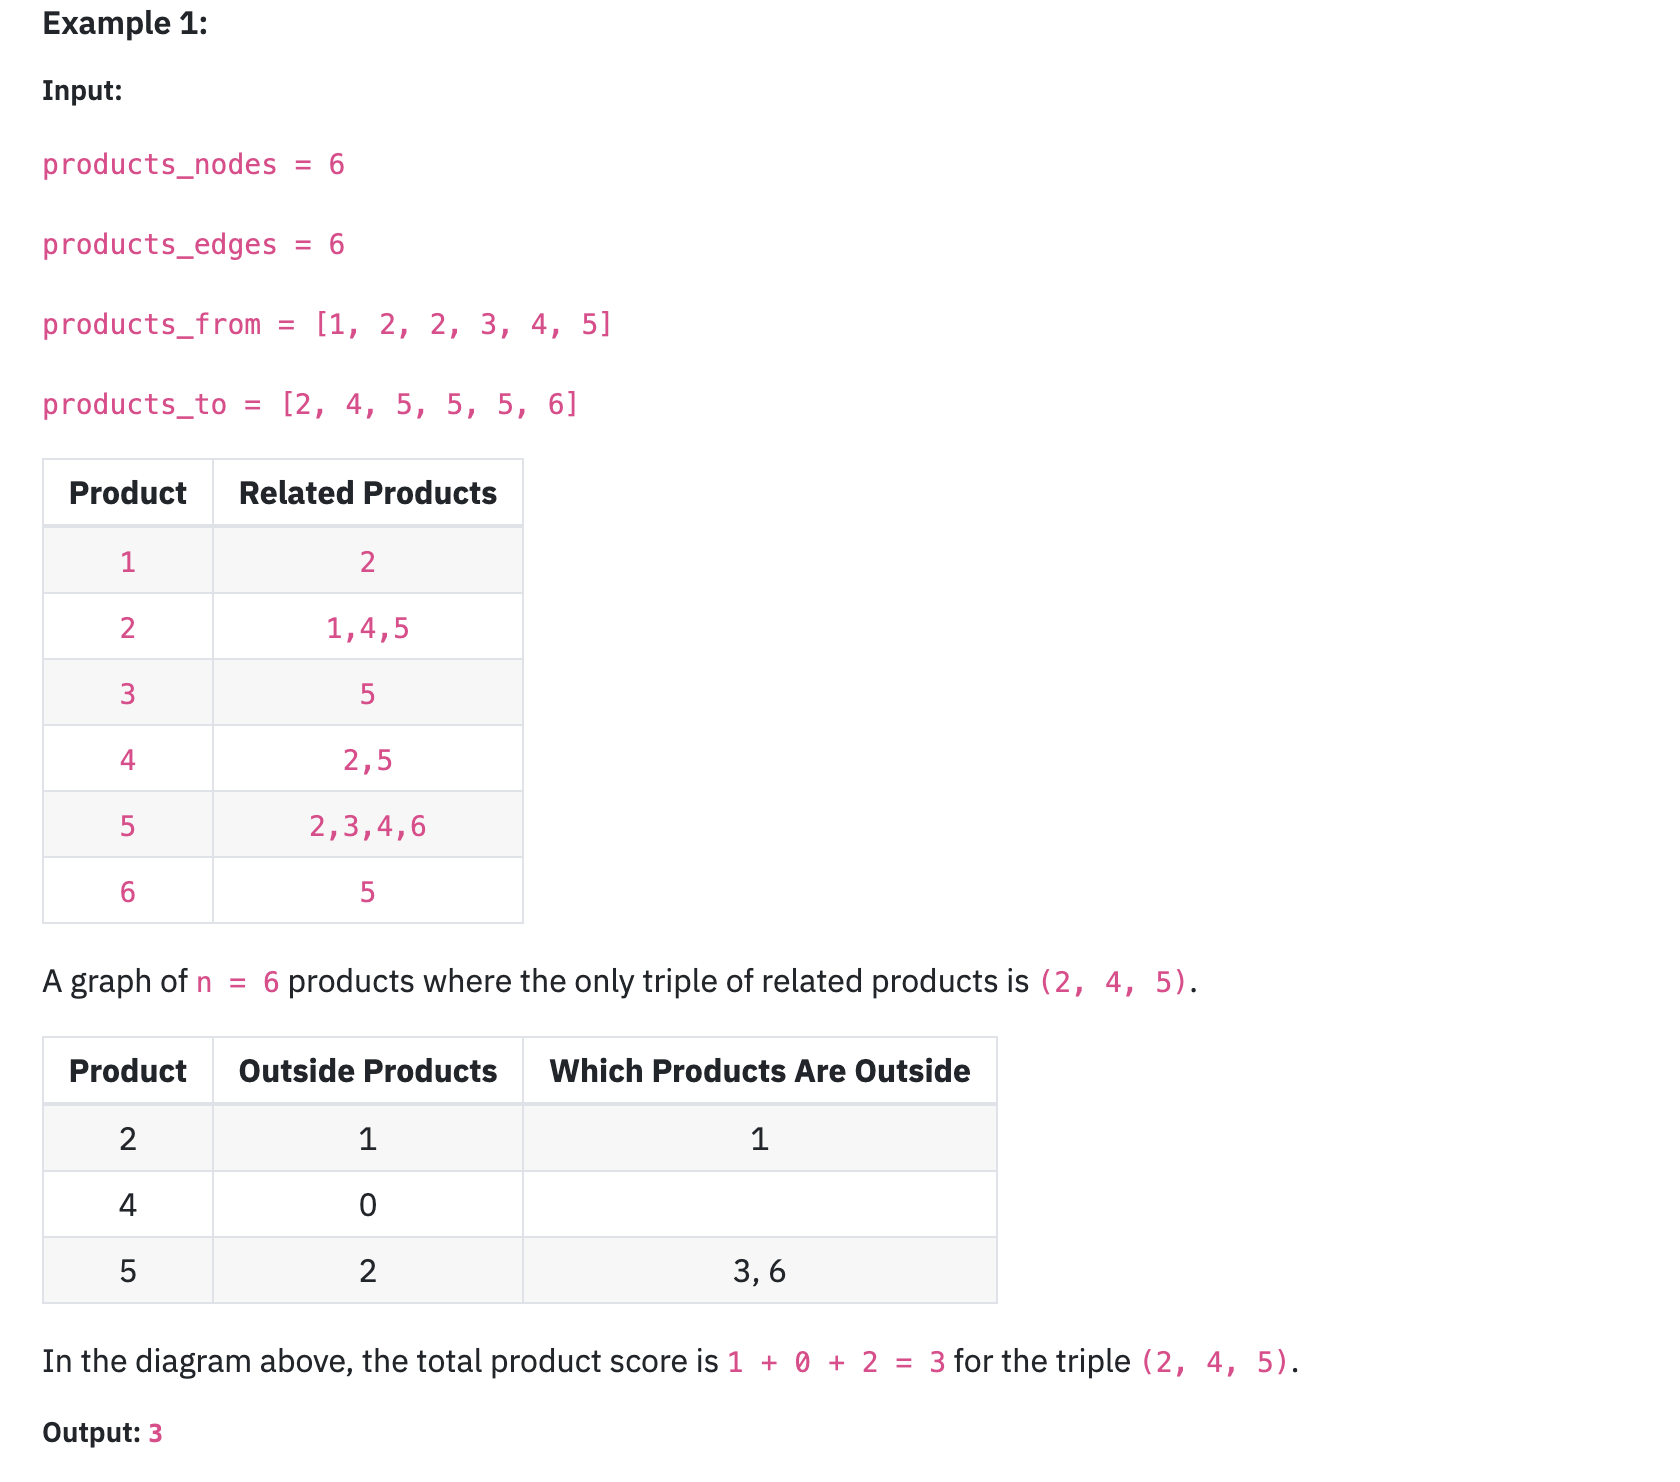 Example 1:
Input:
products_nodes = 6
products_edges = 6
products_from = [1, 2, 2, 3, 4, 5]
products_to = [2, 4, 5, 5, 5, 6]
Product Related Products
1 2
2 1,4,5
3 5
4 2,5
5 2,3,4,6
6 5
A graph of n = 6 products where the only triple of related products is (2, 4, 5).
Product Outside Products Which Products Are Outside
2 1 1
4 0
5 2 3, 6
In the diagram above, the total product score is 1 + 0 + 2 = 3 for the triple (2, 4, 5).
Output: 3